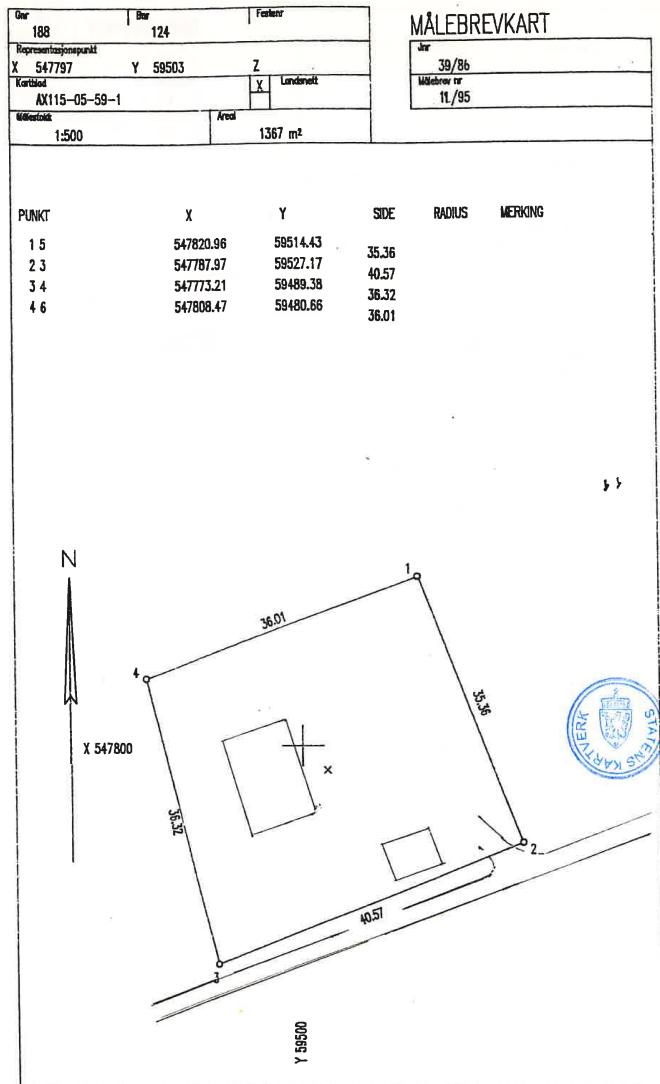 MÅLEBREVKART
Gnr Bnr Festenr
188 124
Representasjonspunkt
X 547797 Y 59503 Z
Kartblad X Landsnett
AX115-05-59-1
Målestokk Areal
1:500 1367 m²
Jnr
39/86
Målebrev nr
11/95
PUNKT X Y SIDE RADIUS MERKING
1 5 547820.96 59514.43
35.36
2 3 547787.97 59527.17
40.57
3 4 547773.21 59489.38
36.32
4 6 547808.47 59480.66
36.01
N
1
36.01
4
35.36
X 547800
x
STATENS KARTVERK
36.32
2
40.57
3
Y 59500